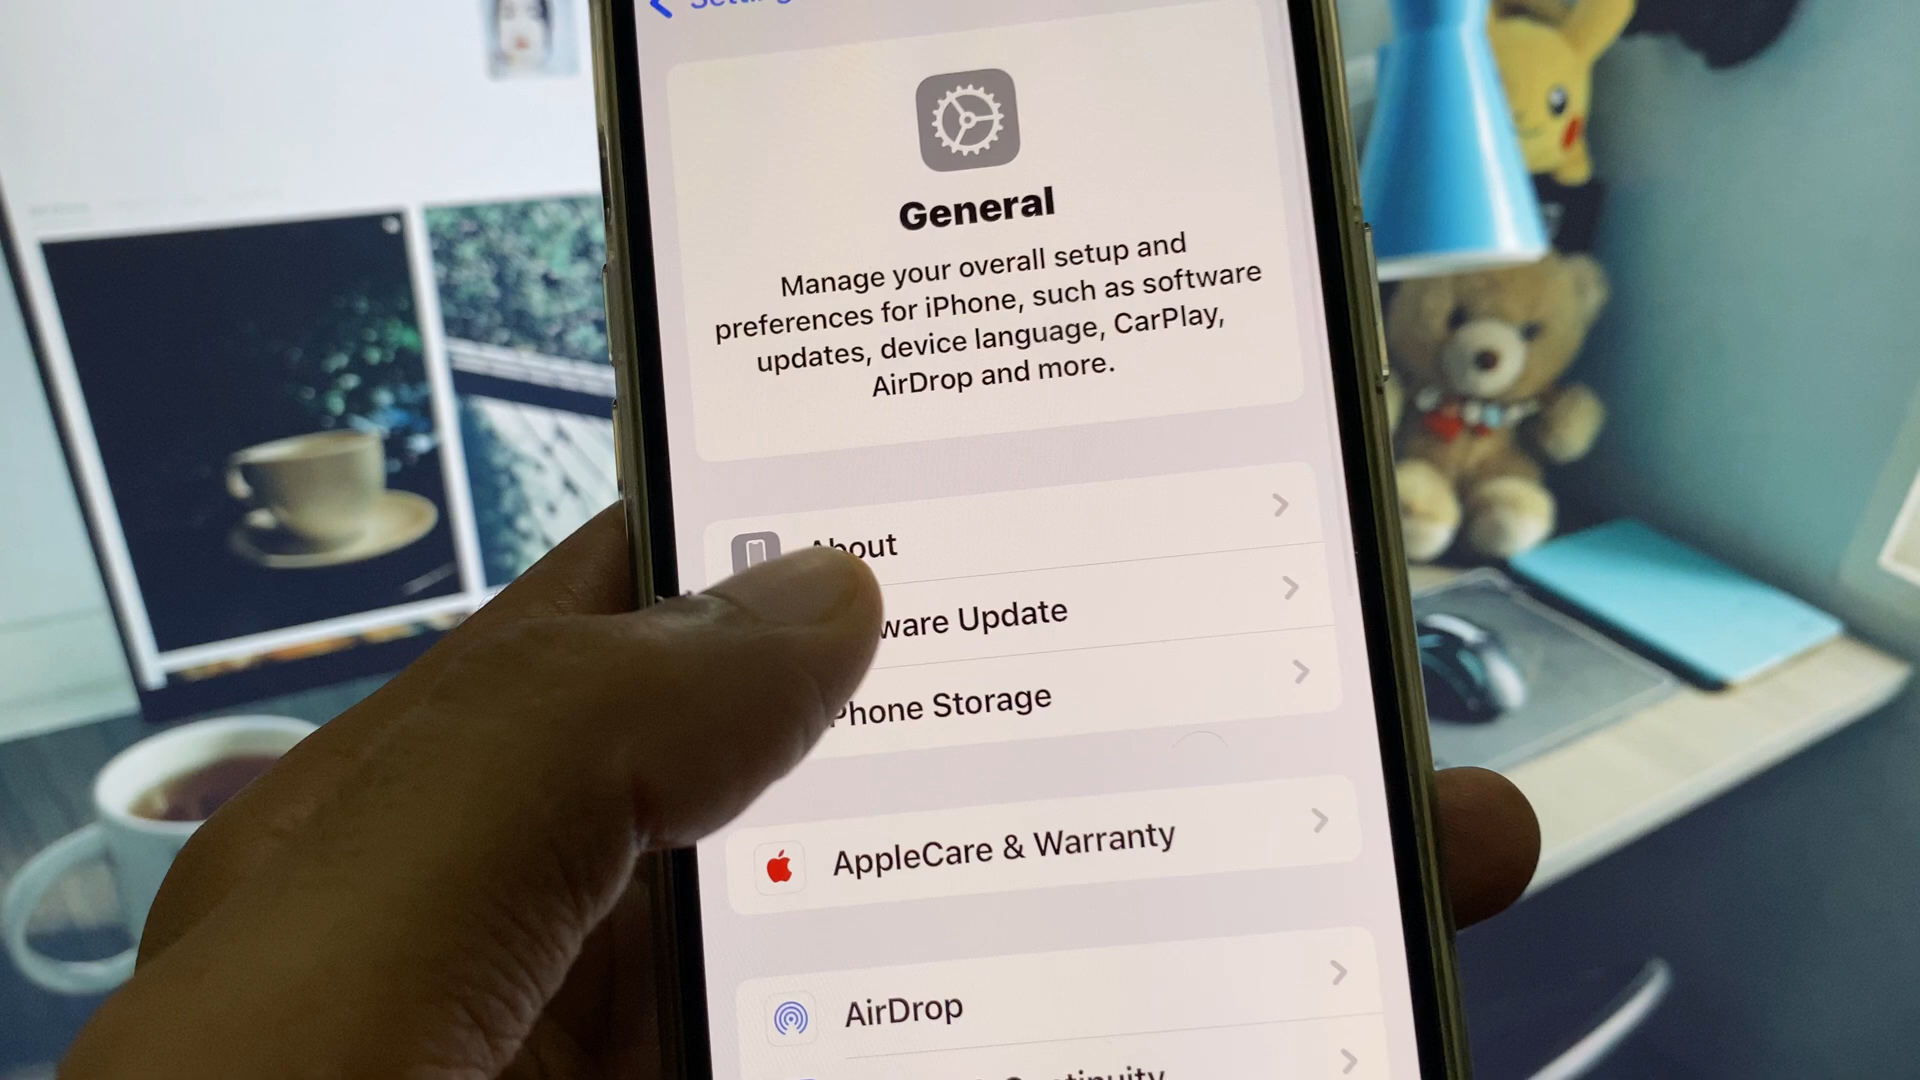 General
Manage your overall setup and
preferences for iPhone, such as software
updates, device language, CarPlay,
AirDrop and more.
About
ware Update
Phone Storage
AppleCare & Warranty
AirDrop